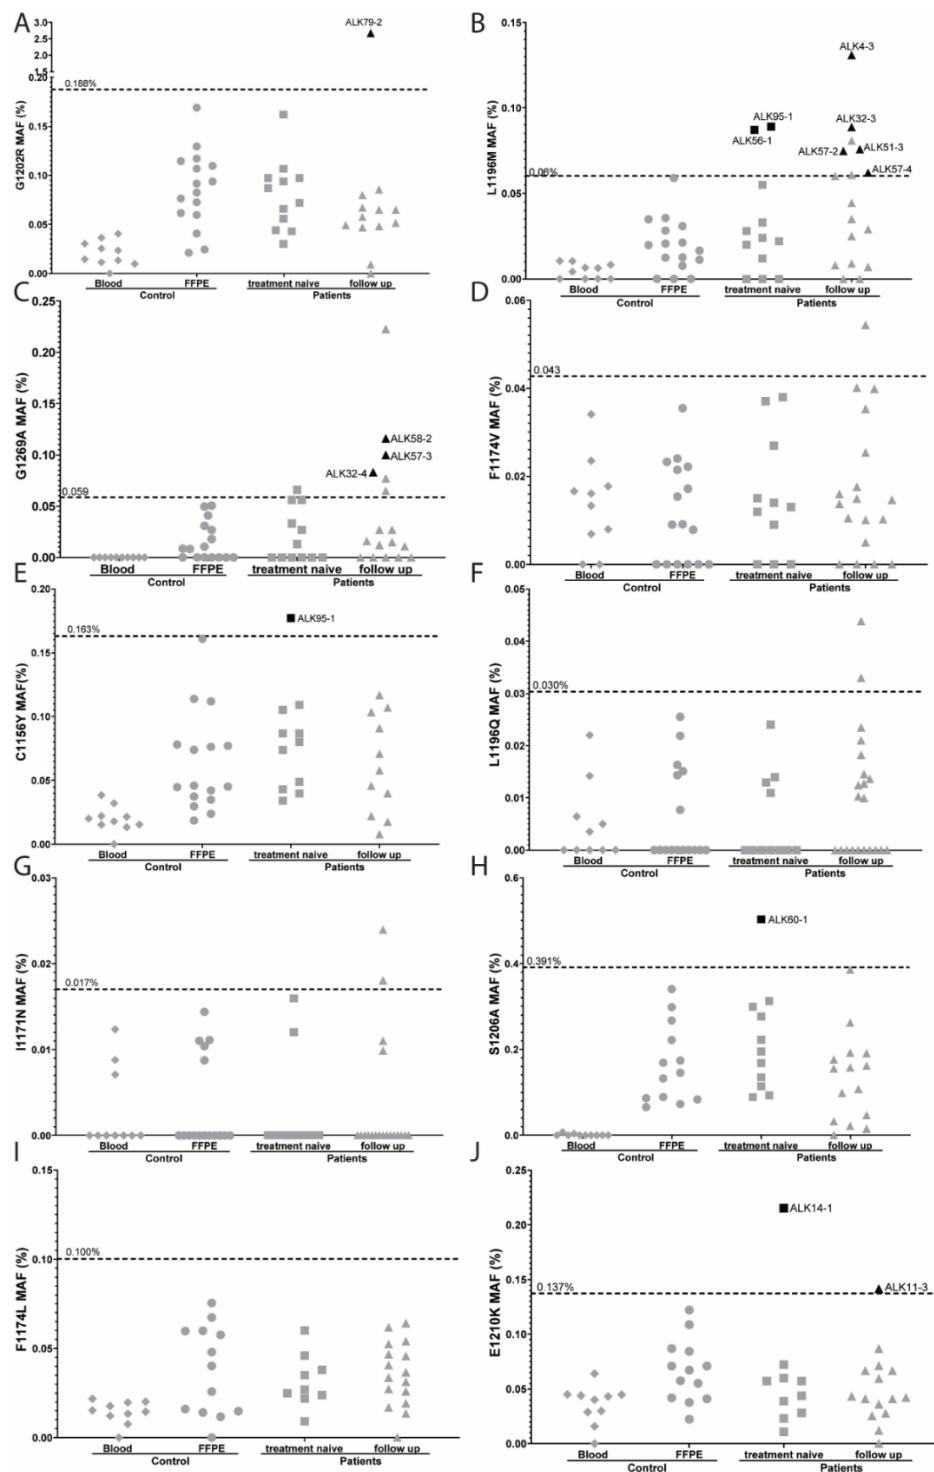 A
3.0
2.5
2.0
1.5
0.20
0.15
0.10
0.05
0.00
G1202R MAF (%)
0.188%
ALK79-2
Blood
FFPE
treatment naive
follow up
Control
Patients
B
0.15
0.10
0.05
0.00
L1196M MAF (%)
0.06%
ALK4-3
ALK95-1
ALK32-3
ALK56-1
ALK57-2
ALK51-3
ALK57-4
Blood
FFPE
treatment naive
follow up
Control
Patients
C
0.25
0.20
0.15
0.10
0.05
0.00
G1269A MAF (%)
0.059
ALK58-2
ALK57-3
ALK32-4
Blood
FFPE
treatment naive
follow up
Control
Patients
D
0.06
0.04
0.02
0.00
F1174V MAF (%)
0.043
Blood
FFPE
treatment naive
follow up
Control
Patients
E
0.20
0.15
0.10
0.05
0.00
C1156Y MAF(%)
0.163%
ALK95-1
Blood
FFPE
treatment naive
follow up
Control
Patients
F
0.05
0.04
0.03
0.02
0.01
0.00
L1196Q MAF (%)
0.030%
Blood
FFPE
treatment naive
follow up
Control
Patients
G
0.03
0.02
0.01
0.00
I1171N MAF (%)
0.017%
Blood
FFPE
treatment naive
follow up
Control
Patients
H
0.6
0.4
0.2
0.0
S1206A MAF (%)
0.391%
ALK60-1
Blood
FFPE
treatment naive
follow up
Control
Patients
I
0.15
0.10
0.05
0.00
F1174L MAF (%)
0.100%
Blood
FFPE
treatment naive
follow up
Control
Patients
J
0.25
0.20
0.15
0.10
0.05
0.00
E1210K MAF (%)
0.137%
ALK14-1
ALK11-3
Blood
FFPE
treatment naive
follow up
Control
Patients